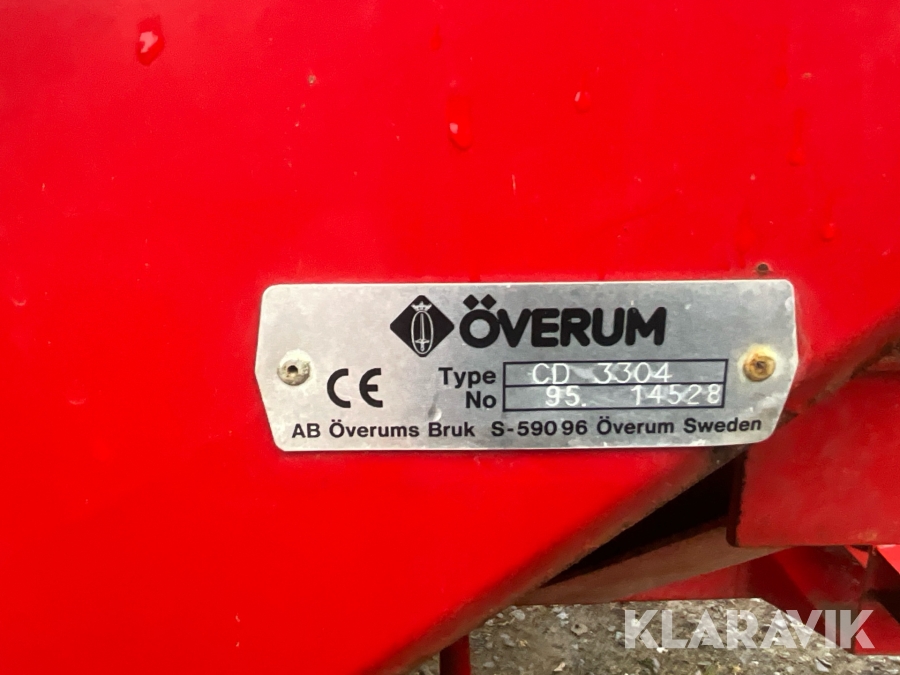 ÖVERUM
CE
Type CD 3304
No 95. 14528
AB Överums Bruk S-590 96 Överum Sweden
KLARAVIK